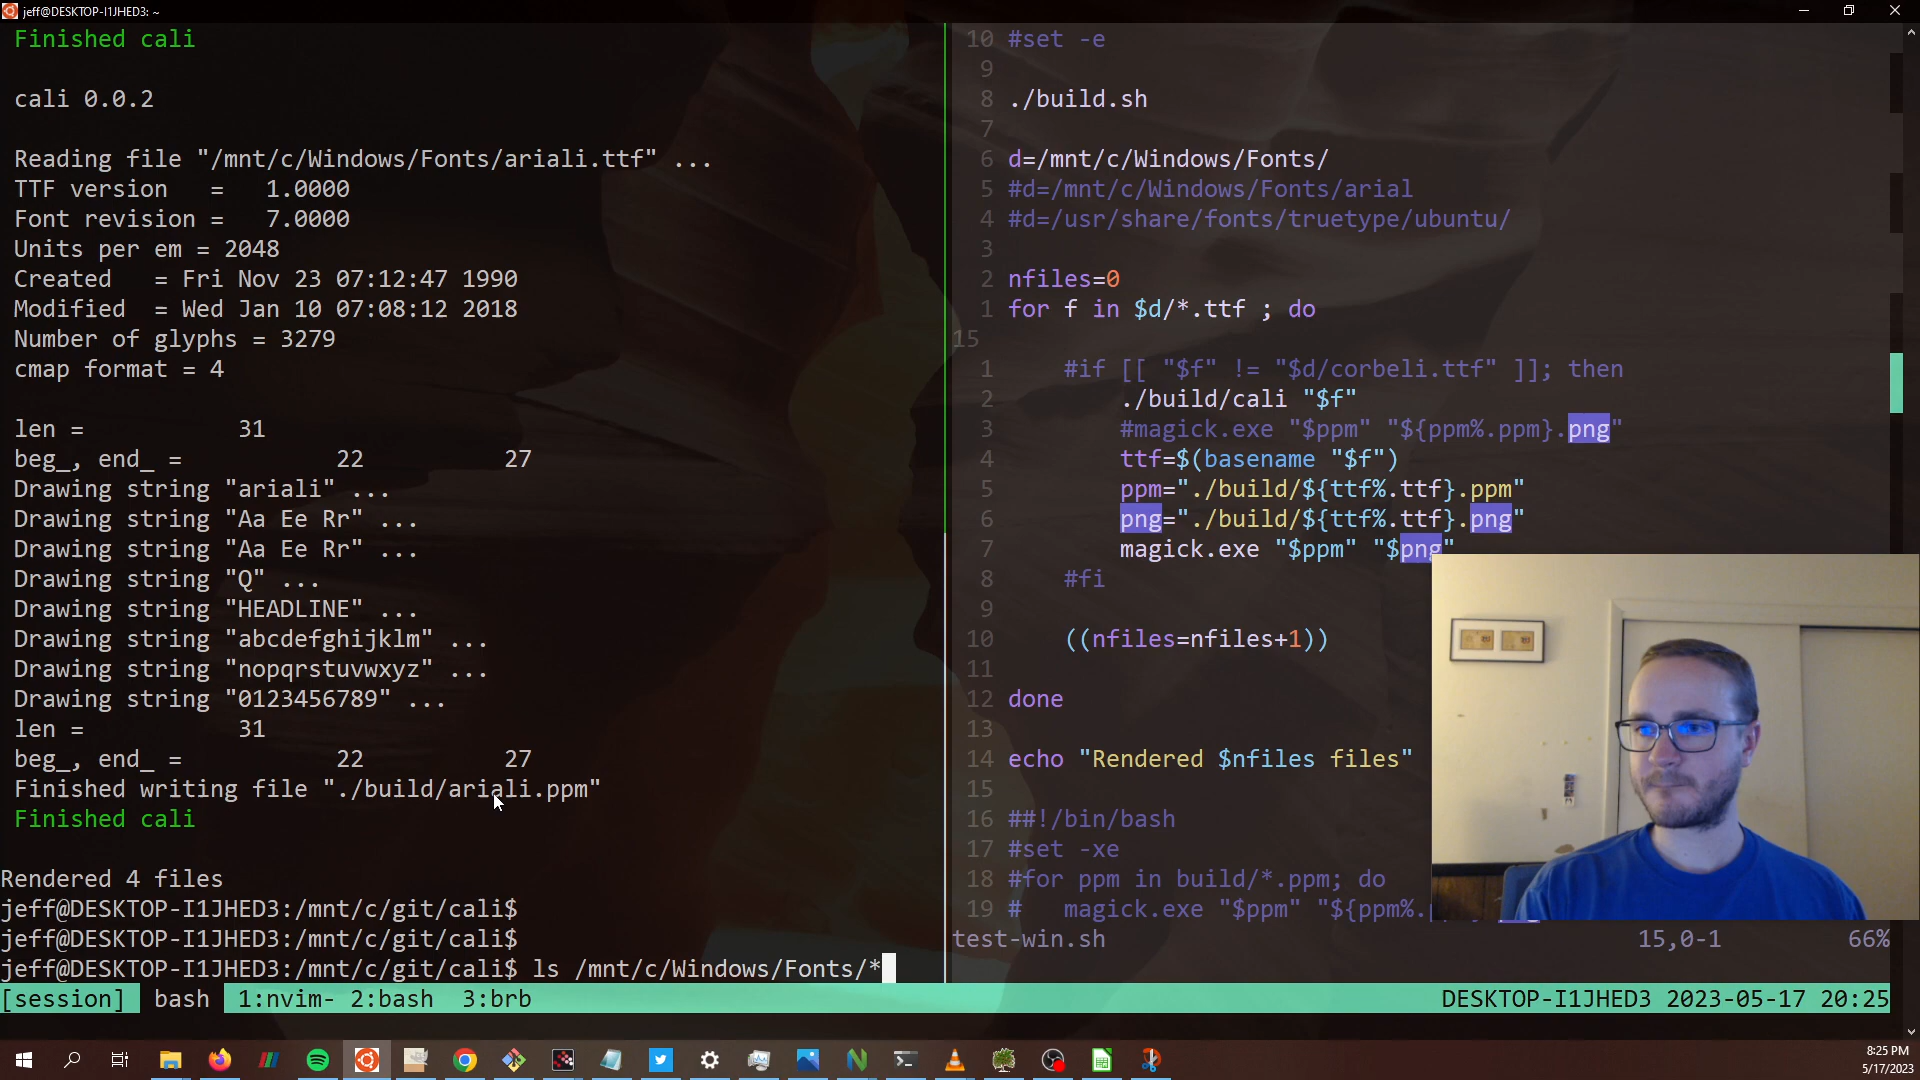 jeff@DESKTOP-I1JHED3: ~
Finished cali
cali 0.0.2
Reading file "/mnt/c/Windows/Fonts/ariali.ttf" ...
TTF version   =   1.0000
Font revision =   7.0000
Units per em = 2048
Created   = Fri Nov 23 07:12:47 1990
Modified  = Wed Jan 10 07:08:12 2018
Number of glyphs = 3279
cmap format = 4
len =           31
beg_, end_ =           22          27
Drawing string "ariali" ...
Drawing string "Aa Ee Rr" ...
Drawing string "Aa Ee Rr" ...
Drawing string "Q" ...
Drawing string "HEADLINE" ...
Drawing string "abcdefghijklm" ...
Drawing string "nopqrstuvwxyz" ...
Drawing string "0123456789" ...
len =           31
beg_, end_ =           22          27
Finished writing file "./build/ariali.ppm"
Finished cali
Rendered 4 files
jeff@DESKTOP-I1JHED3:/mnt/c/git/cali$
jeff@DESKTOP-I1JHED3:/mnt/c/git/cali$
jeff@DESKTOP-I1JHED3:/mnt/c/git/cali$ ls /mnt/c/Windows/Fonts/*
10 #set -e
9
8 ./build.sh
7
6 d=/mnt/c/Windows/Fonts/
5 #d=/mnt/c/Windows/Fonts/arial
4 #d=/usr/share/fonts/truetype/ubuntu/
3
2 nfiles=0
1 for f in $d/*.ttf ; do
15
1     #if [[ "$f" != "$d/corbeli.ttf" ]]; then
2         ./build/cali "$f"
3         #magick.exe "$ppm" "${ppm%.ppm}.png"
4         ttf=$(basename "$f")
5         ppm="./build/${ttf%.ttf}.ppm"
6         png="./build/${ttf%.ttf}.png"
7         magick.exe "$ppm" "$png"
8     #fi
9
10     ((nfiles=nfiles+1))
11
12 done
13
14 echo "Rendered $nfiles files"
15
16 ##!/bin/bash
17 #set -xe
18 #for ppm in build/*.ppm; do
19 #   magick.exe "$ppm" "${ppm%.
test-win.sh 15,0-1 66%
[session] bash 1:nvim- 2:bash  3:brb DESKTOP-I1JHED3 2023-05-17 20:25
8:25 PM
5/17/2023